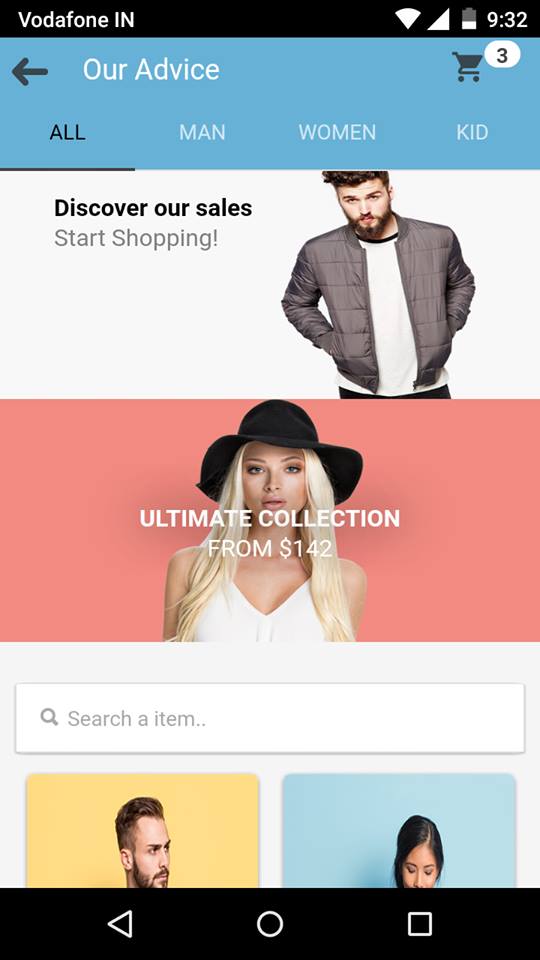 Vodafone IN 9:32
Our Advice 3
ALL MAN WOMEN KID
Discover our sales
Start Shopping!
ULTIMATE COLLECTION
FROM $142
Search a item..